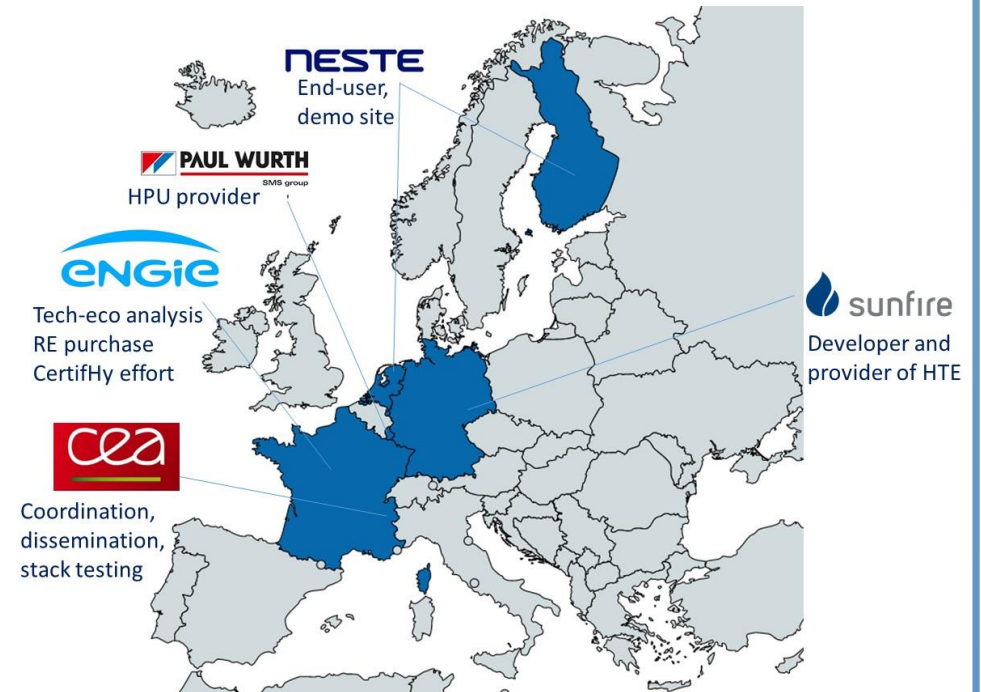 NESTE
End-user,
demo site
PAUL WURTH
SMS group
HPU provider
ENGIE
Tech-eco analysis
RE purchase
CertifHy effort
sunfire
Developer and
provider of HTE
cea
Coordination,
dissemination,
stack testing